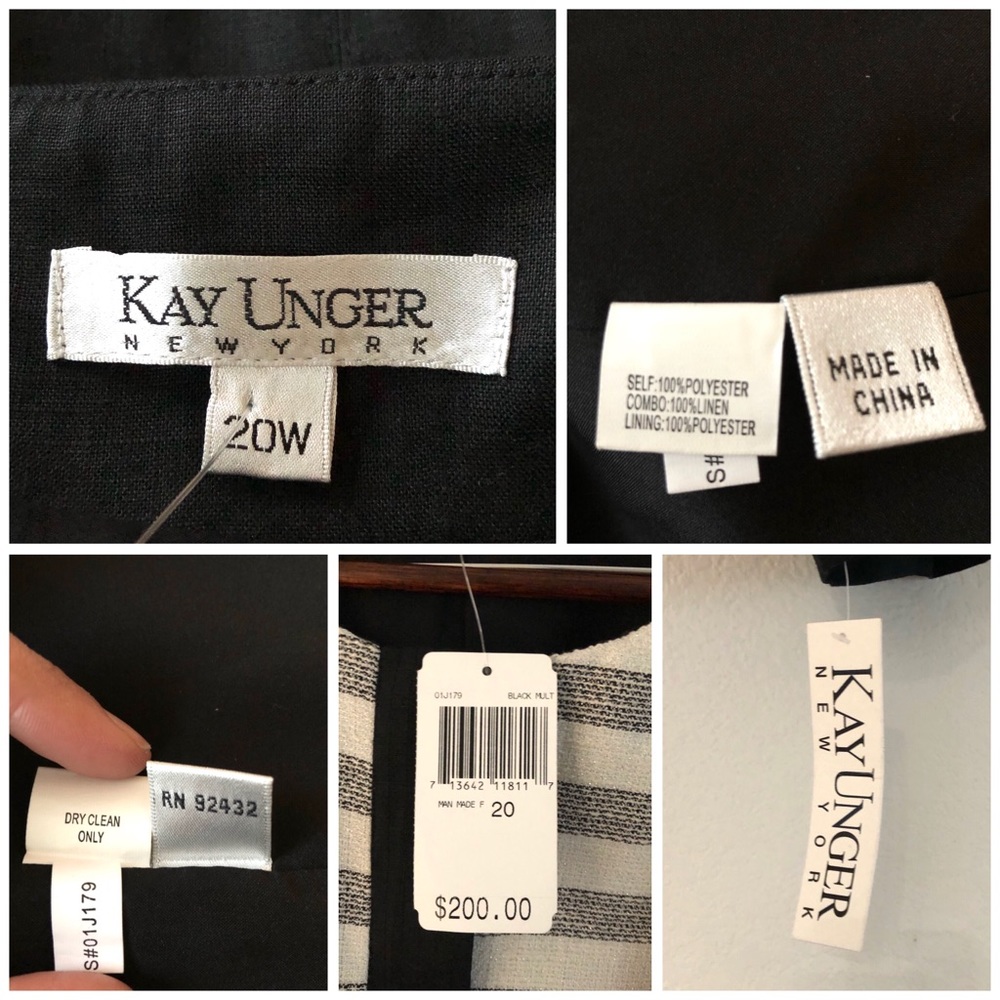 KAY UNGER
NEW YORK
20W
SELF:100%POLYESTER
COMBO:100%LINEN
LINING:100%POLYESTER
S#
MADE IN
CHINA
DRY CLEAN
ONLY
RN 92432
S#01J179
01J179 BLACK MULT
7 13642 11811 7
MAN MADE F 20
$200.00
KAY UNGER
NEW YORK